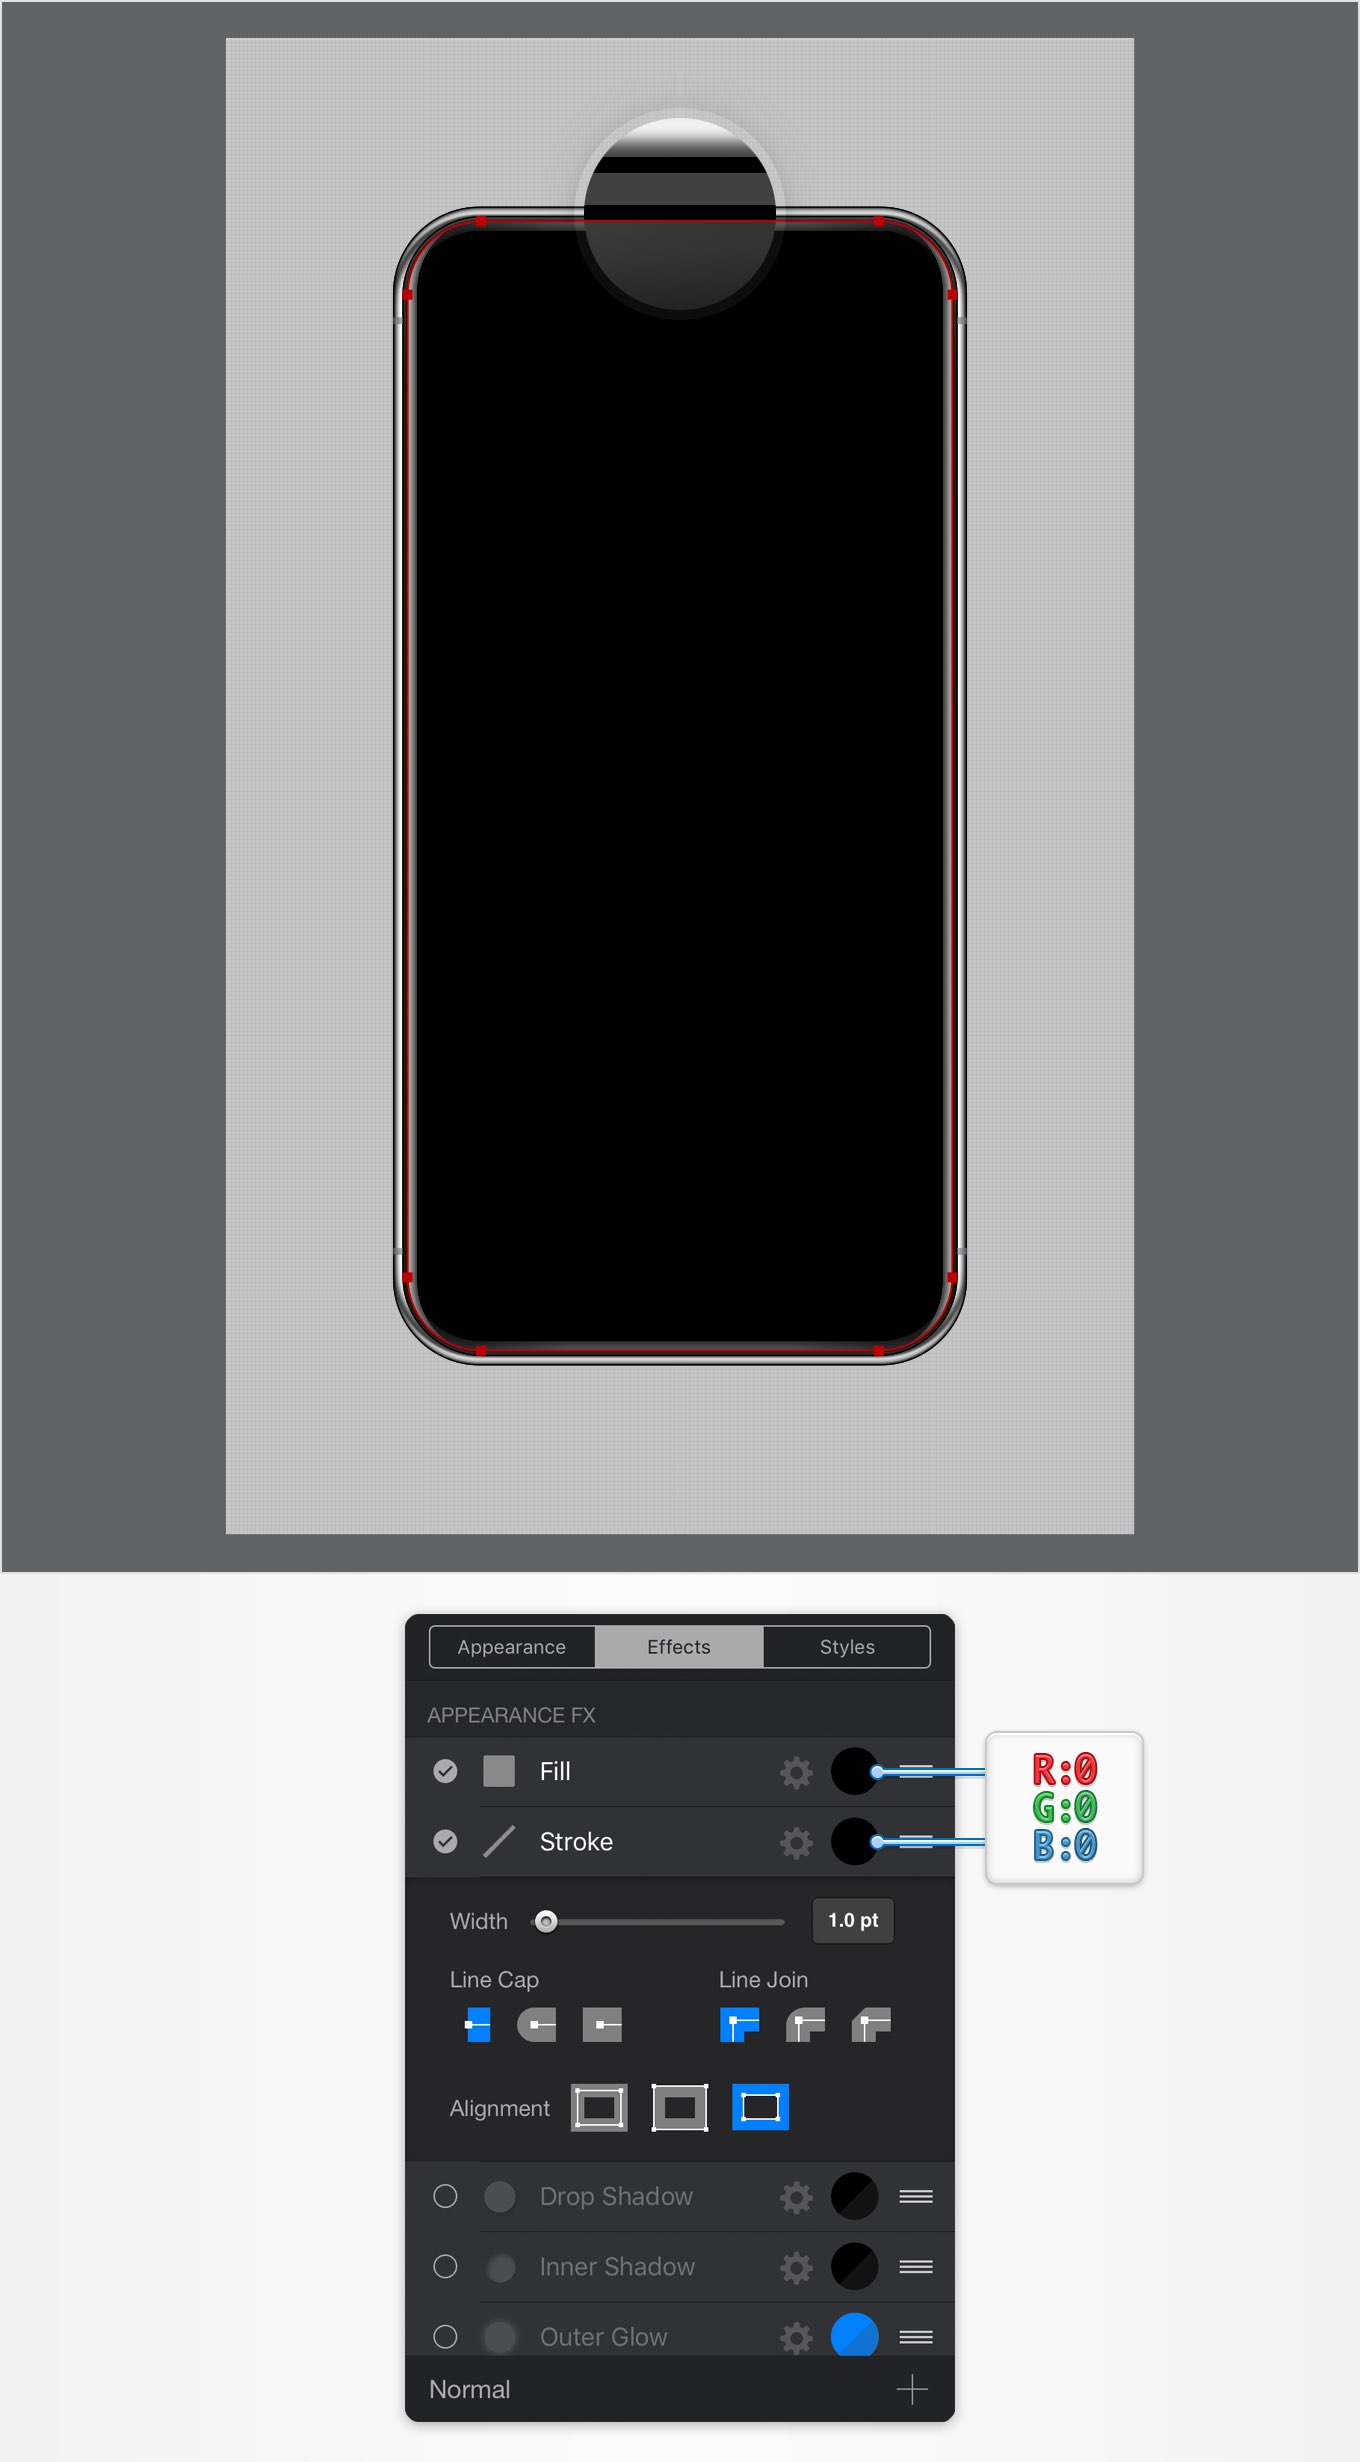 Appearance
Effects
Styles
APPEARANCE FX
Fill
Stroke
R:0
G:0
B:0
Width
1.0 pt
Line Cap
Line Join
Alignment
Drop Shadow
Inner Shadow
Outer Glow
Normal